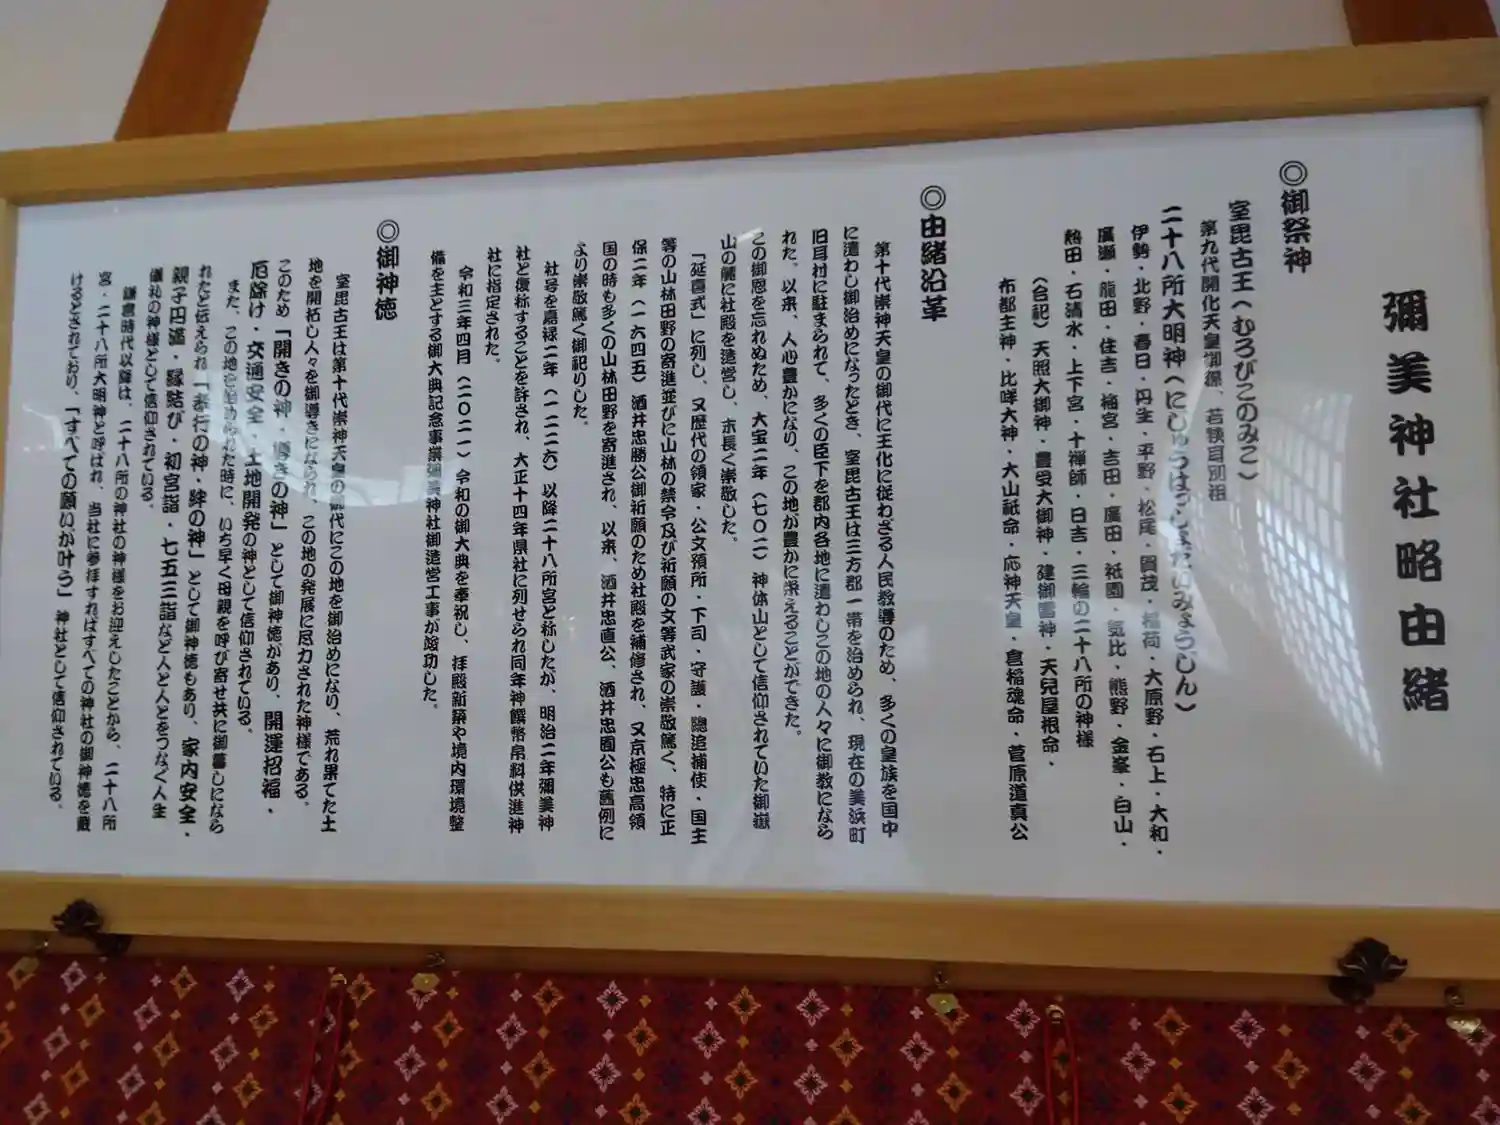 彌美神社略由緒
◎御祭神
室毘古王(むろびこのみこ)
第九代開化天皇御孫、若狭耳別祖
二十八所大明神(にじゅうはっしょだいみょうじん)
伊勢・北野・春日・丹生・平野・松尾・賀茂・稲荷・大原野・石上・大和・
廣瀬・龍田・住吉・梅宮・吉田・廣田・祇園・気比・熊野・金峯・白山・
熱田・石清水・上下宮・十禅師・日吉・三輪の二十八所の神様
(合祀)天照大御神・豊受大御神・建御雷神・天兒屋根命・
布都主神・比咩大神・大山祇命・応神天皇・倉稲魂命・菅原道真公
◎由緒沿革
第十代崇神天皇の御代に王化に従わざる人民教導のため、多くの皇族を国中
に遣わし御治めになったとき、室毘古王は三方郡一帯を治められ、現在の美浜町
旧耳村に駐まられて、多くの臣下を郡内各地に遣わしこの地の人々に御教になら
れた。以来、人心豊かになり、この地が豊かに栄えることができた。
この御恩を忘れぬため、大宝二年(七〇二)神体山として信仰されていた御嶽
山の麓に社殿を造営し、末長く崇敬した。
「延喜式」に列し、又歴代の領家・公文預所・下司・守護・總追捕使・国主
等の山林田野の寄進並びに山林の禁令及び祈願の文等武家の崇敬篤く、特に正
保二年(一六四五)酒井忠勝公御祈願のため社殿を補修され、又京極忠高領
国の時も多くの山林田野を寄進され、以来、酒井忠直公、酒井忠囿公も舊例に
より崇敬篤く御祀りした。
社号を嘉禄二年(一二二六)以降二十八所宮と称したが、明治二年彌美神
社と復称することを許され、大正十四年県社に列せられ同年神饌幣帛料供進神
社に指定された。
令和三年四月(二〇二一)令和の御大典を奉祝し、拝殿新築や境内環境整
備を主とする御大典記念事業彌美神社御造営工事が竣功した。
◎御神徳
室毘古王は第十代崇神天皇の御代にこの地を御治めになり、荒れ果てた土
地を開拓し人々を御導きになられ、この地の発展に尽力された神様である。
このため「開きの神・導きの神」として御神徳があり、開運招福・
厄除け・交通安全・土地開発の神として信仰されている。
また、この地を御治められた時に、いち早く母親を呼び寄せ共に御暮しになら
れたと伝えられ「孝行の神・絆の神」として御神徳もあり、家内安全・
親子円満・縁結び・初宮詣・七五三詣など人と人とをつなぐ人生
儀礼の神様として信仰されている。
鎌倉時代以降は、二十八所の神社の神様をお迎えしたことから、二十八所
宮・二十八所大明神と呼ばれ、当社に参拝すればすべての神社の御神徳を戴
けるとされており、「すべての願いが叶う」神社として信仰されている。